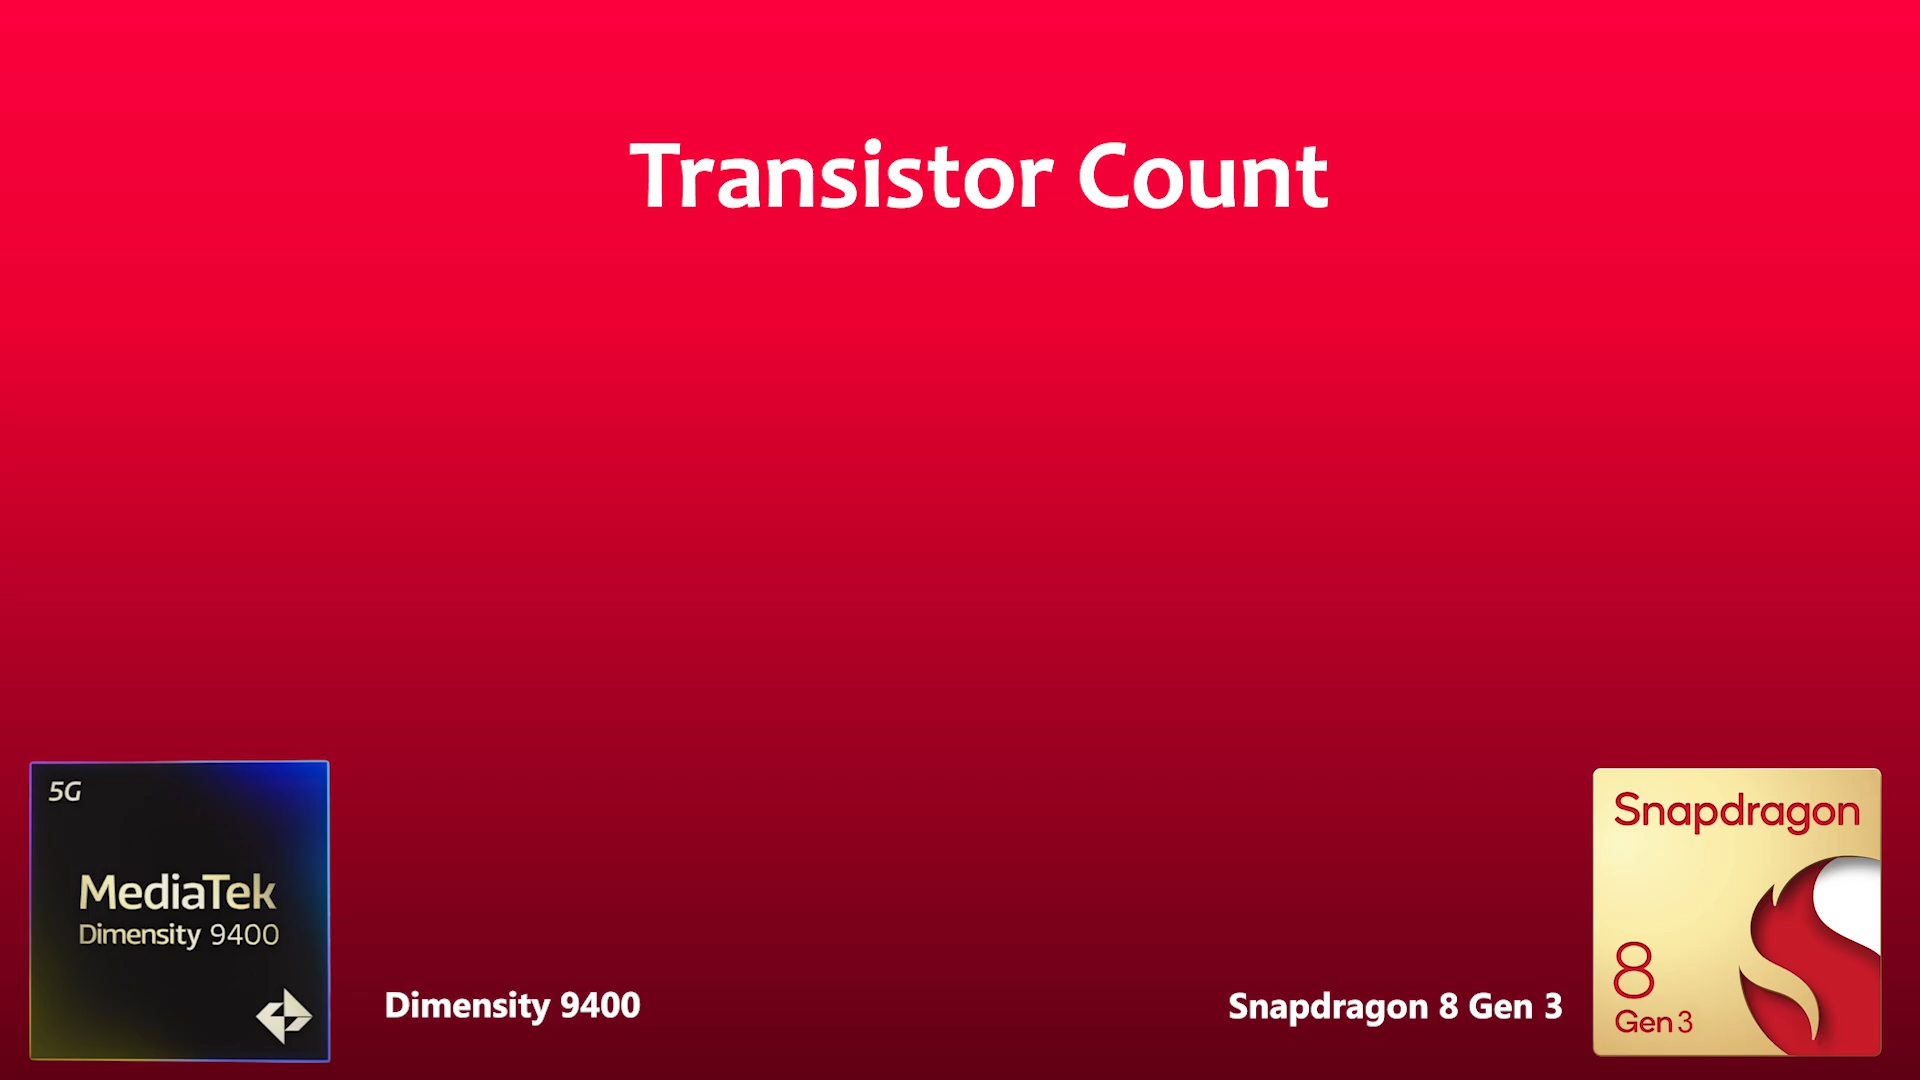 Transistor Count
5G
MediaTek
Dimensity 9400
Dimensity 9400
Snapdragon 8 Gen 3
Snapdragon
8
Gen 3